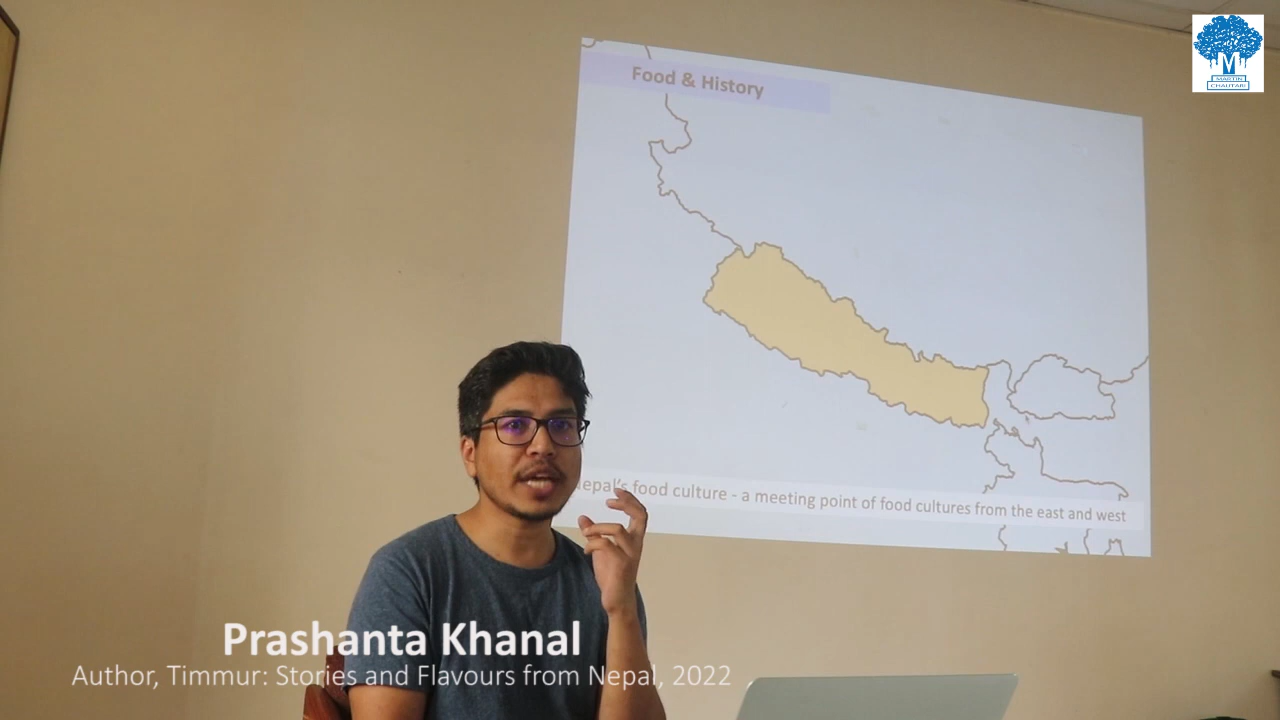 MARTIN
CHAUTARI
Food & History
Nepal's food culture - a meeting point of food cultures from the east and west
Prashanta Khanal
Author, Timmur: Stories and Flavours from Nepal, 2022